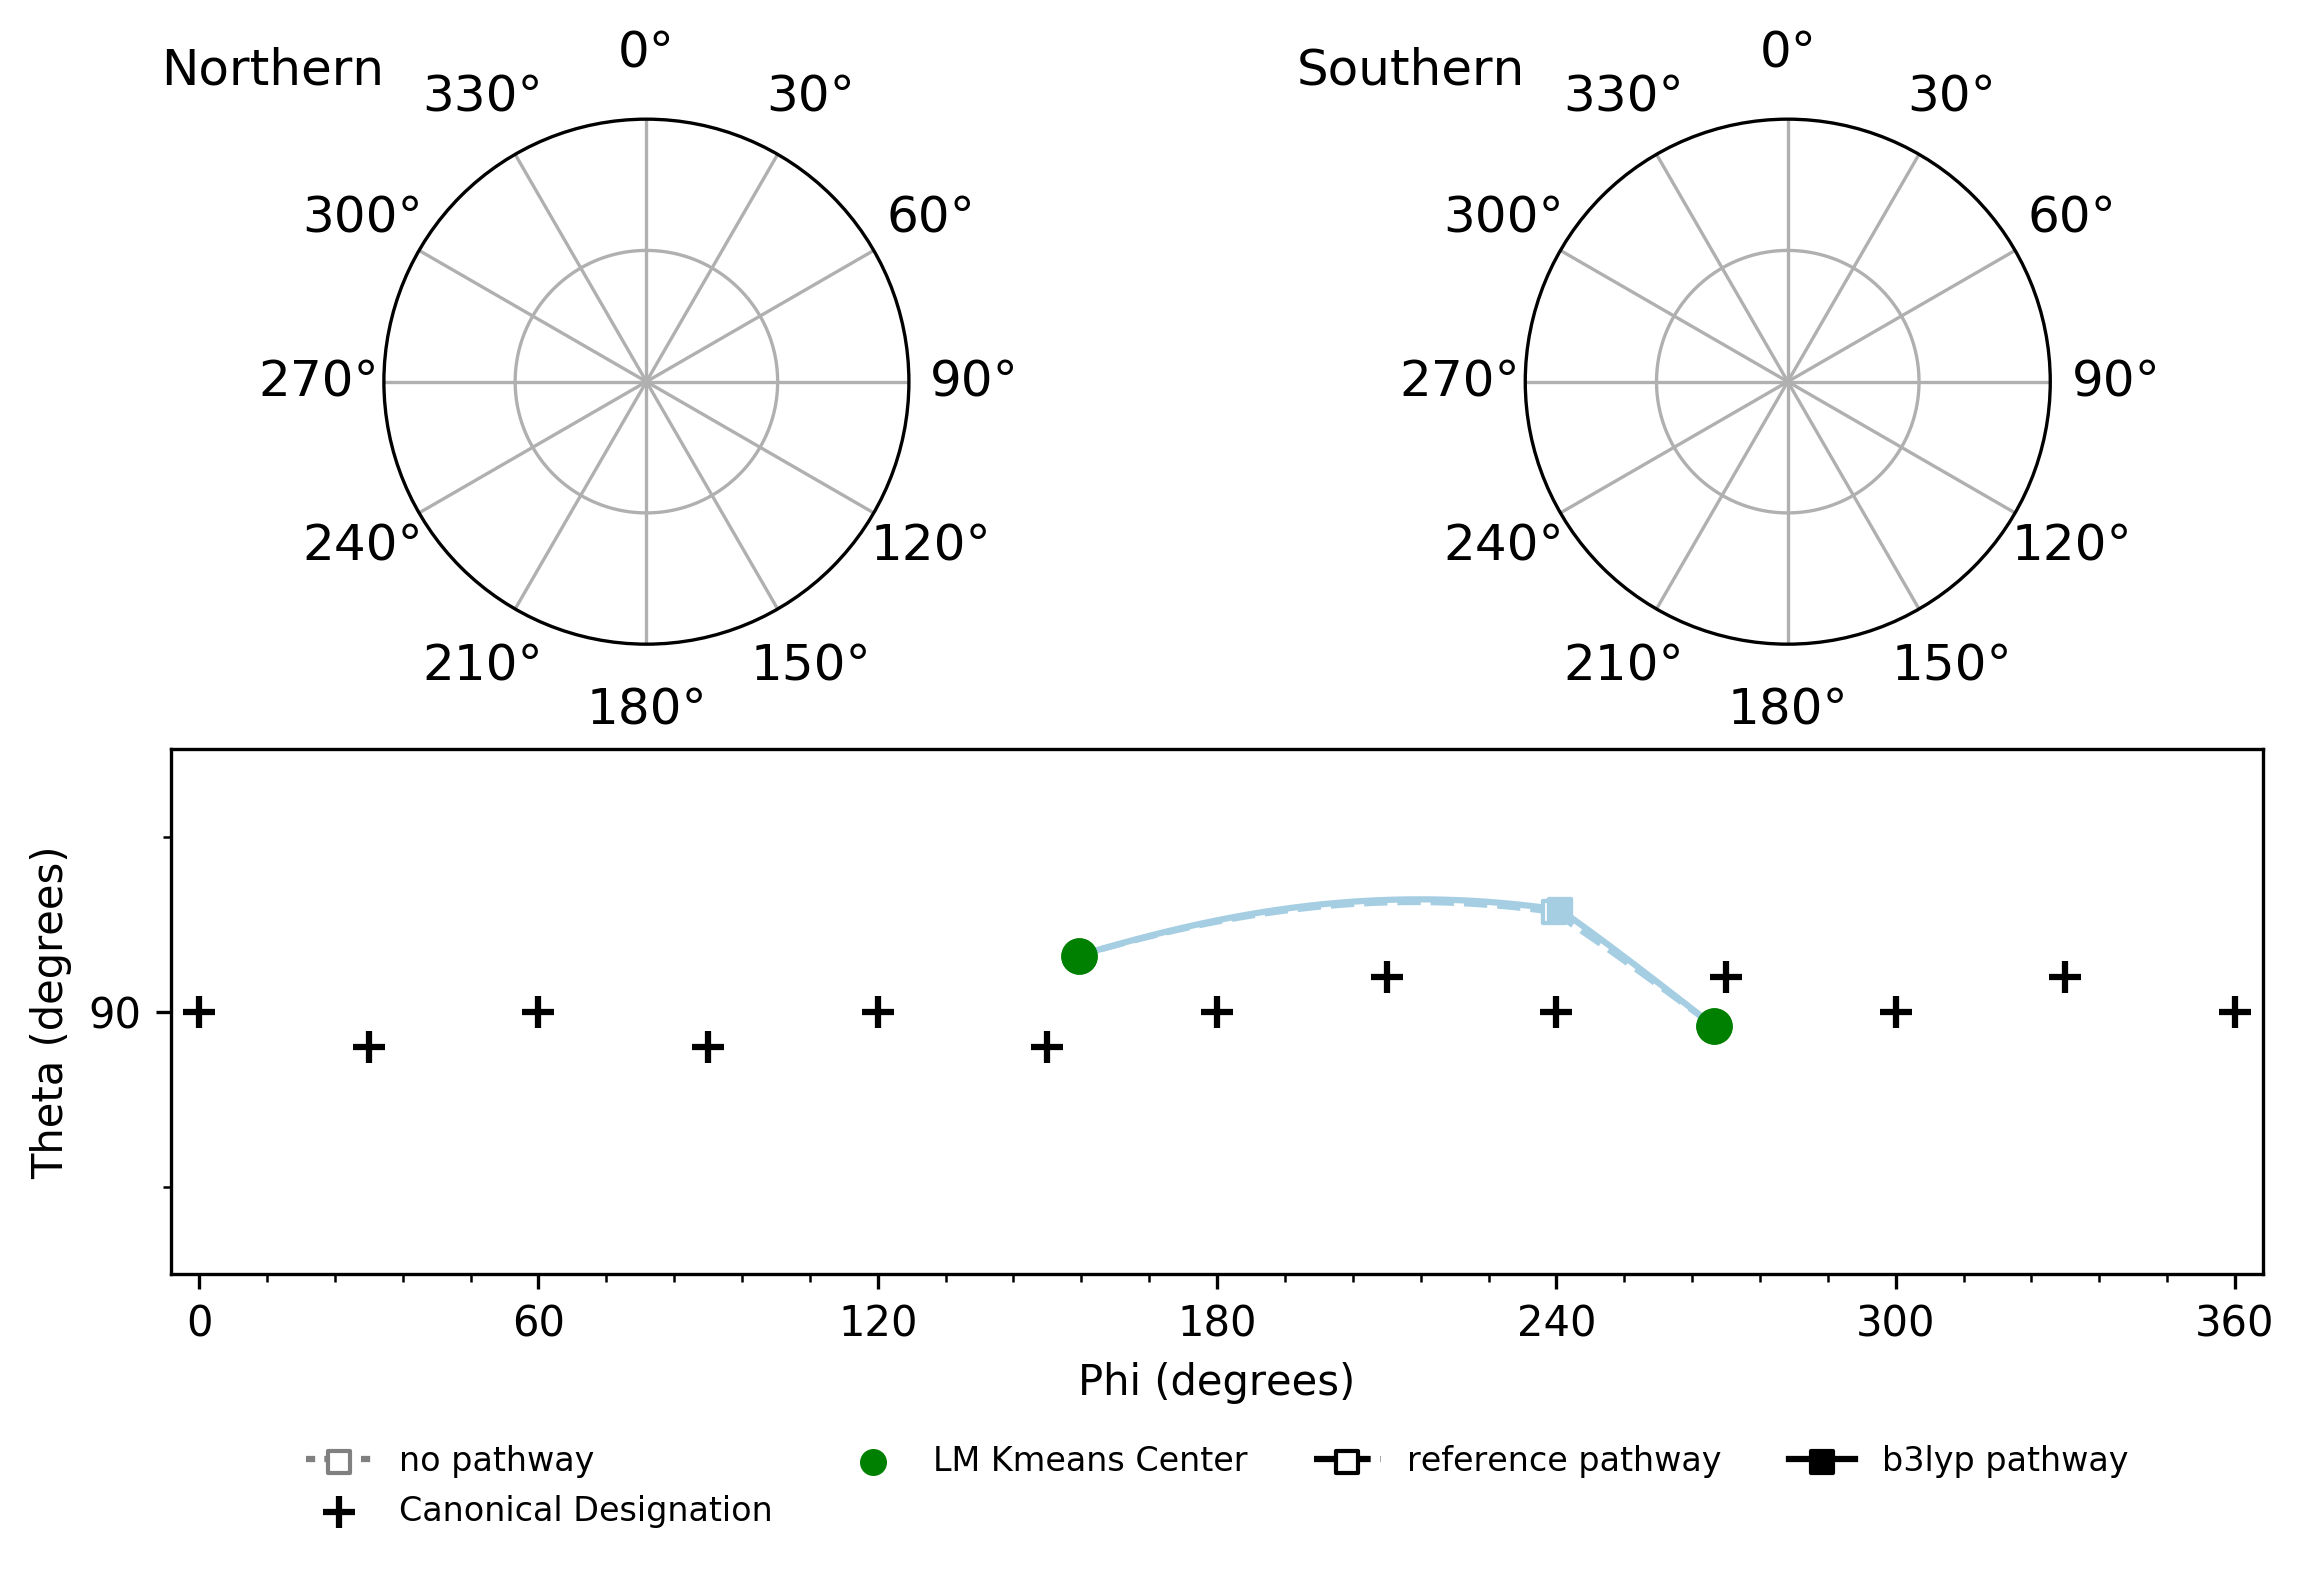 Northern
0°
30°
60°
90°
120°
150°
180°
210°
240°
270°
300°
330°
Southern
0°
30°
60°
90°
120°
150°
180°
210°
240°
270°
300°
330°
Theta (degrees)
90
0 60 120 180 240 300 360
Phi (degrees)
no pathway
Canonical Designation
LM Kmeans Center
reference pathway
b3lyp pathway